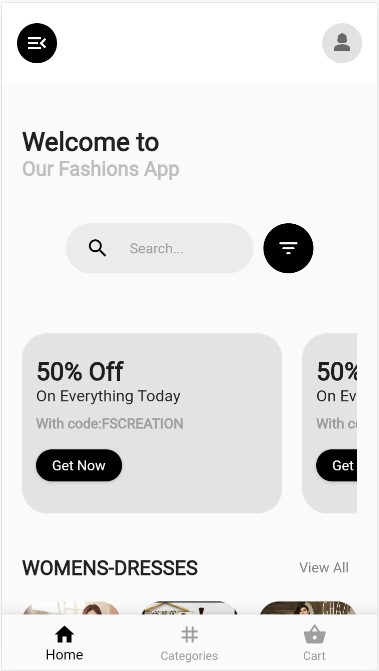 Welcome to
Our Fashions App
Search...
50% Off
On Everything Today
With code:FSCREATION
Get Now
50%
On Ev
With c
Get
WOMENS-DRESSES
View All
Home
Categories
Cart